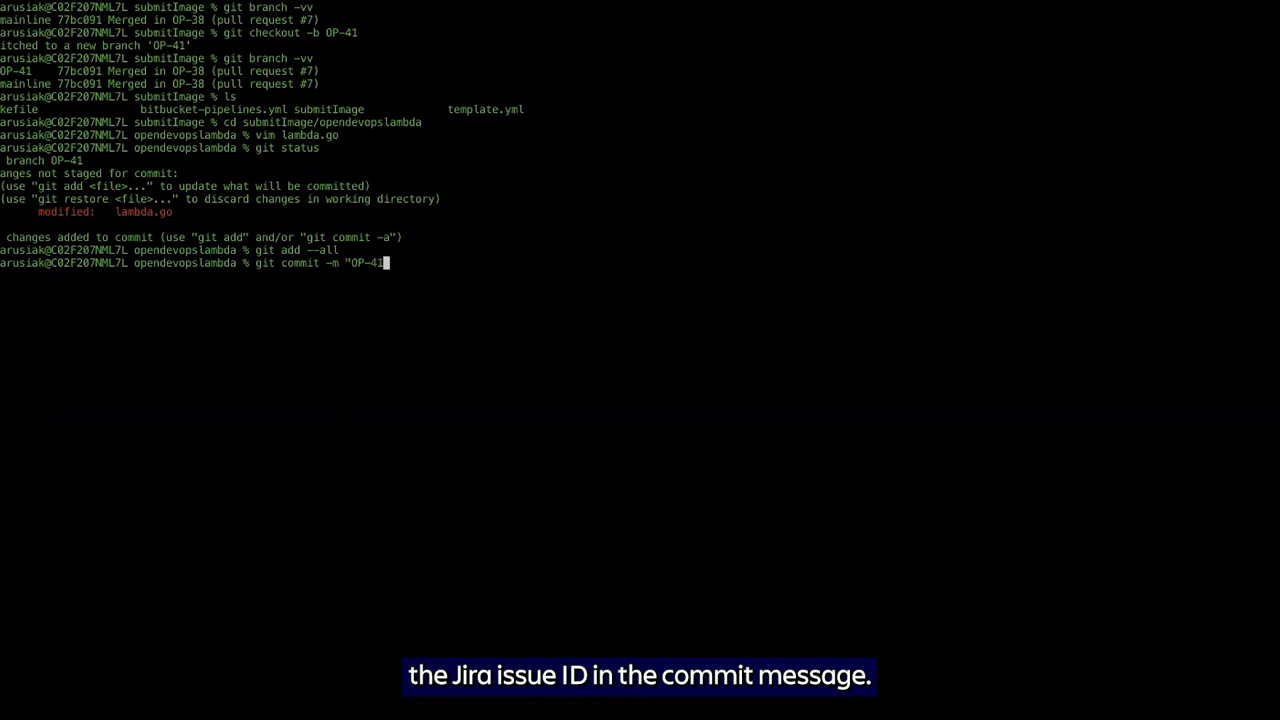 arusiak@C02F207NML7L submitImage % git branch -vv
mainline 77bc091 Merged in OP-38 (pull request #7)
arusiak@C02F207NML7L submitImage % git checkout -b OP-41
itched to a new branch 'OP-41'
arusiak@C02F207NML7L submitImage % git branch -vv
OP-41    77bc091 Merged in OP-38 (pull request #7)
mainline 77bc091 Merged in OP-38 (pull request #7)
arusiak@C02F207NML7L submitImage % ls
kefile                bitbucket-pipelines.yml submitImage             template.yml
arusiak@C02F207NML7L submitImage % cd submitImage/opendevopslambda
arusiak@C02F207NML7L opendevopslambda % vim lambda.go
arusiak@C02F207NML7L opendevopslambda % git status
branch OP-41
anges not staged for commit:
(use "git add <file>..." to update what will be committed)
(use "git restore <file>..." to discard changes in working directory)
modified:   lambda.go
changes added to commit (use "git add" and/or "git commit -a")
arusiak@C02F207NML7L opendevopslambda % git add --all
arusiak@C02F207NML7L opendevopslambda % git commit -m "OP-41
the Jira issue ID in the commit message.